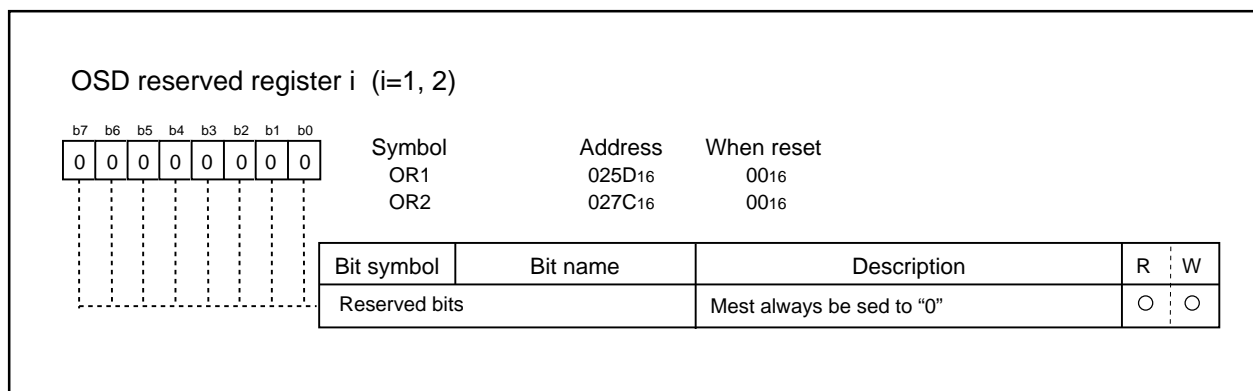 OSD reserved register i (i=1, 2)
b7 b6 b5 b4 b3 b2 b1 b0
0 0 0 0 0 0 0 0
Symbol Address When reset
OR1 025D16 0016
OR2 027C16 0016
Bit symbol Bit name Description R W
Reserved bits Mest always be sed to “0” ○ ○